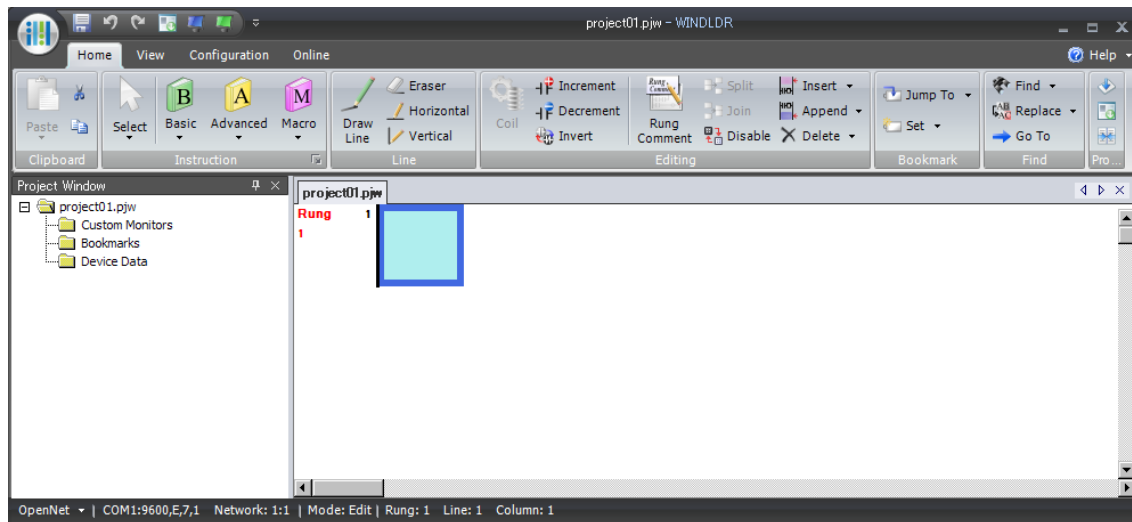 project01.pjw - WINDLDR
Home View Configuration Online Help
Paste Select Basic Advanced Macro Draw Line Eraser Horizontal Vertical Coil Increment Decrement Invert Rung Comment Split Join Disable Insert Append Delete Jump To Set Find Replace Go To
Clipboard Instruction Line Editing Bookmark Find Pro...
Project Window
project01.pjw
project01.pjw
Custom Monitors
Bookmarks
Device Data
Rung 1
1
OpenNet | COM1:9600,E,7,1 Network: 1:1 | Mode: Edit | Rung: 1 Line: 1 Column: 1